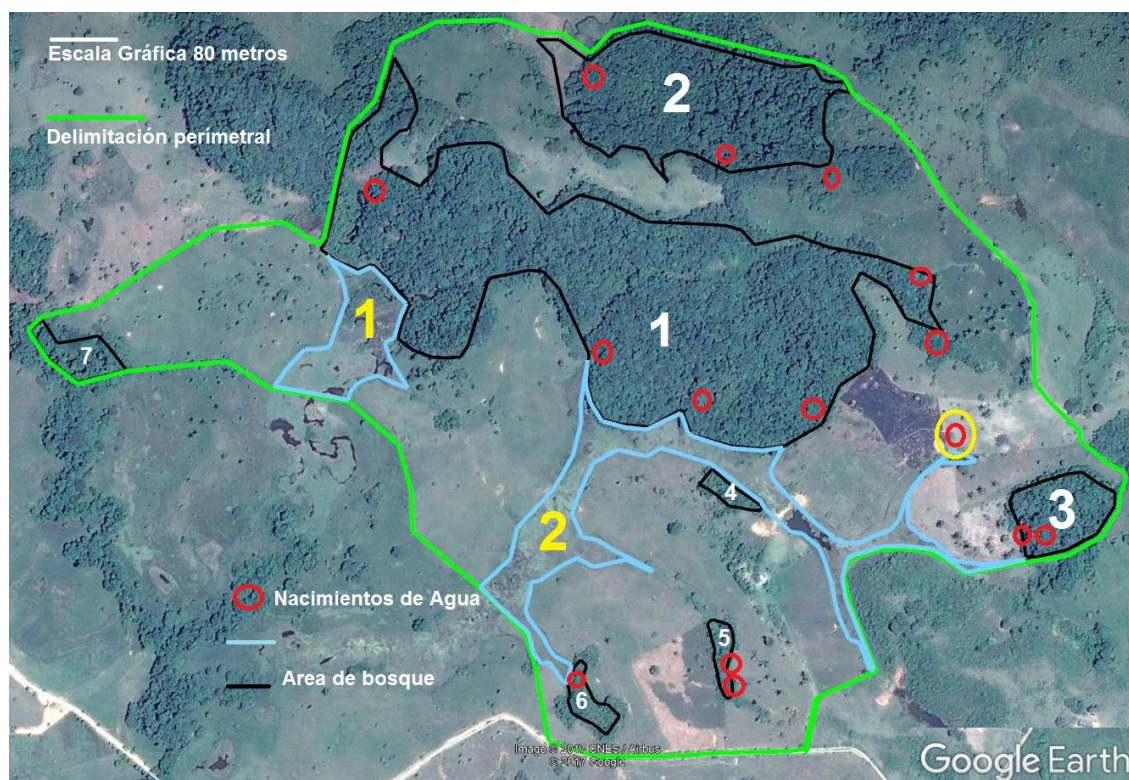 Escala Gráfica 80 metros
2
Delimitación perímetral
1
1
7
4
3
2
Nacimientos de Agua
5
Area de bosque
6
Image © 2017 CNES / Airbus
© 2017 Google
Google Earth